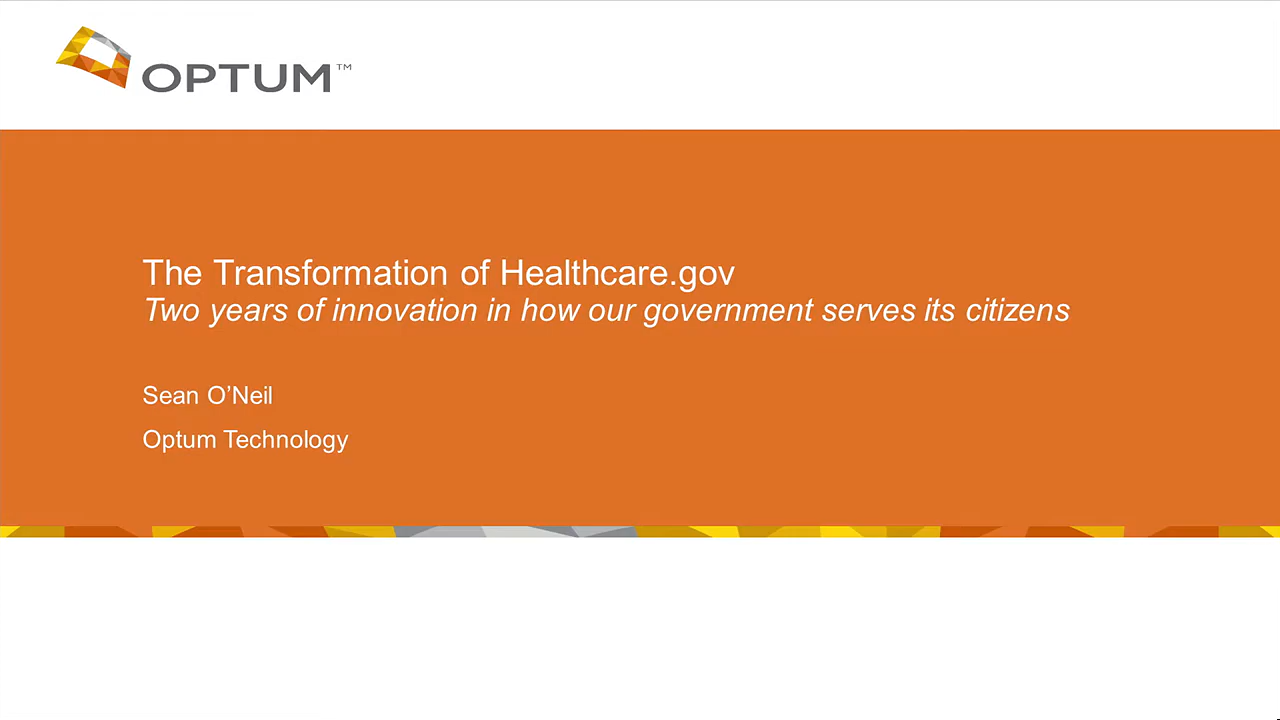 OPTUM™
The Transformation of Healthcare.gov
Two years of innovation in how our government serves its citizens
Sean O’Neil
Optum Technology